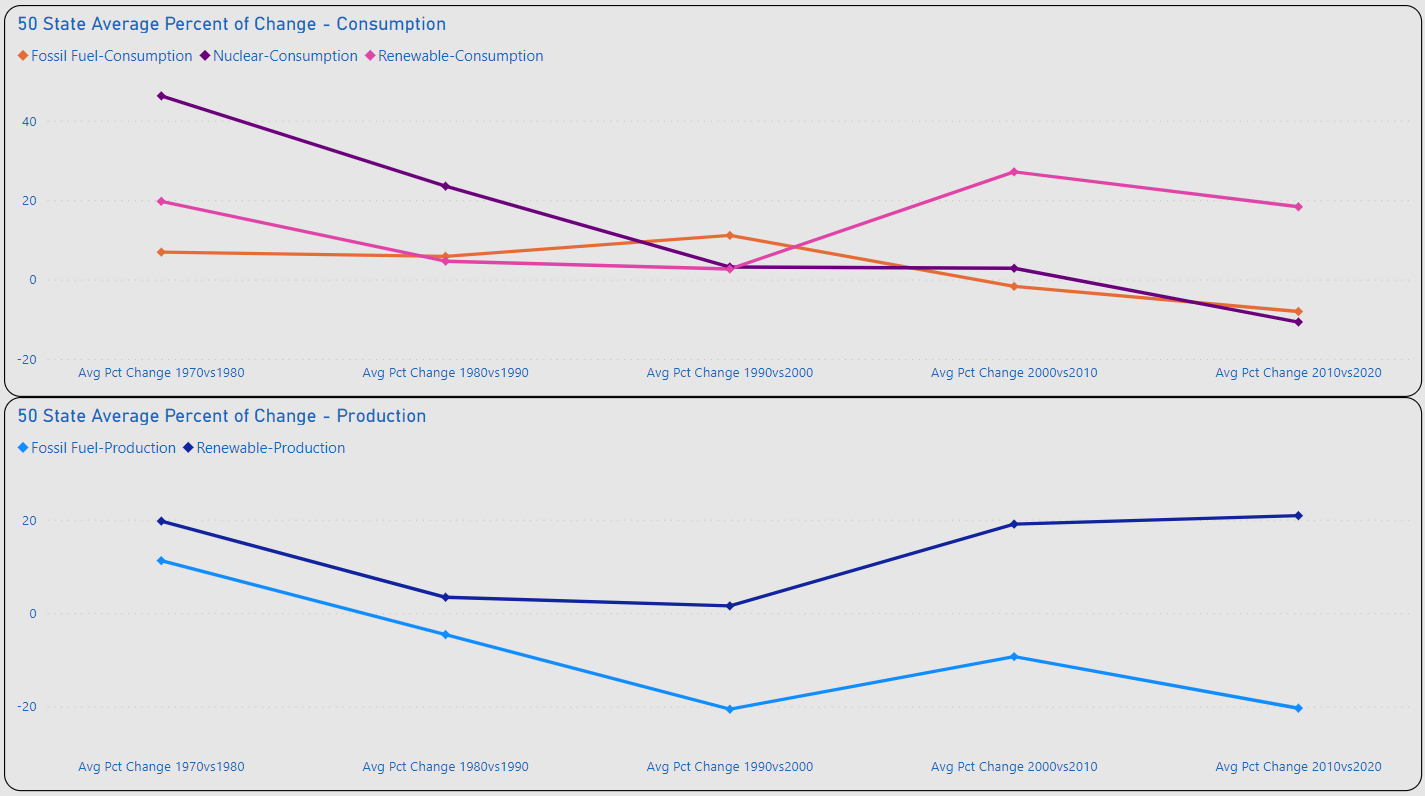 50 State Average Percent of Change - Consumption
Fossil Fuel-Consumption Nuclear-Consumption Renewable-Consumption
40
20
0
-20
Avg Pct Change 1970vs1980 Avg Pct Change 1980vs1990 Avg Pct Change 1990vs2000 Avg Pct Change 2000vs2010 Avg Pct Change 2010vs2020
50 State Average Percent of Change - Production
Fossil Fuel-Production Renewable-Production
20
0
-20
Avg Pct Change 1970vs1980 Avg Pct Change 1980vs1990 Avg Pct Change 1990vs2000 Avg Pct Change 2000vs2010 Avg Pct Change 2010vs2020